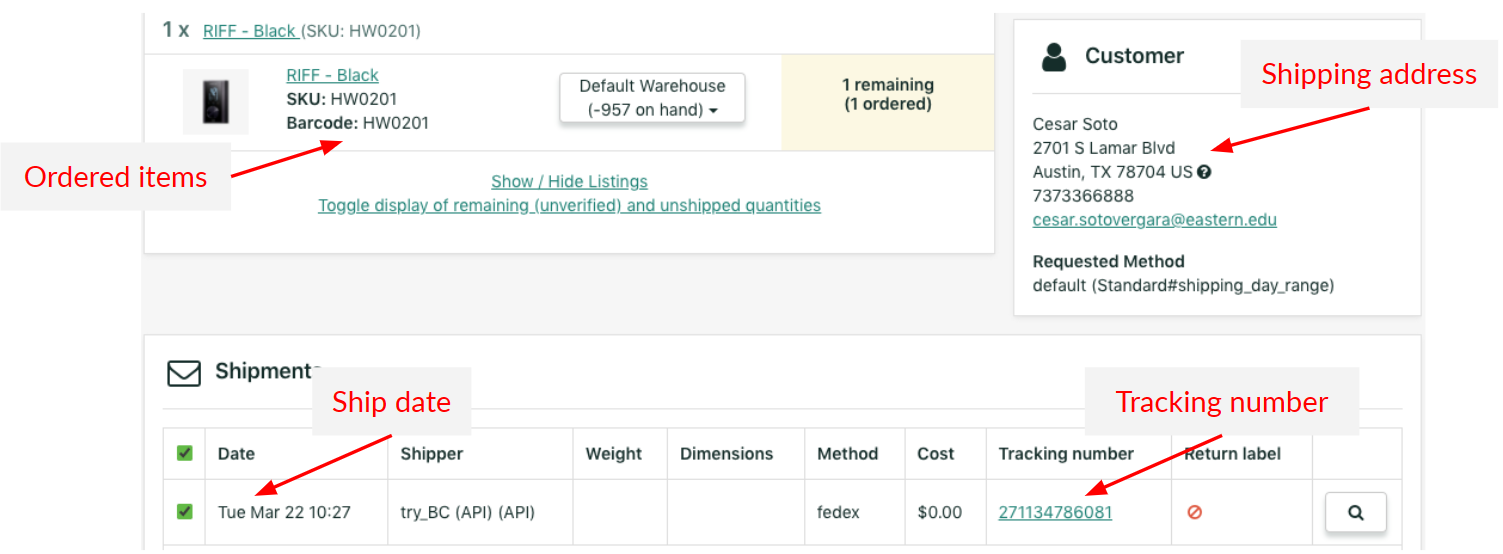 1 x RIFF - Black (SKU: HW0201)
RIFF - Black
SKU: HW0201
Barcode: HW0201
Default Warehouse
(-957 on hand)
1 remaining
(1 ordered)
Ordered items
Show / Hide Listings
Toggle display of remaining (unverified) and unshipped quantities
Customer
Shipping address
Cesar Soto
2701 S Lamar Blvd
Austin, TX 78704 US
7373366888
cesar.sotovergara@eastern.edu
Requested Method
default (Standard#shipping_day_range)
Shipments
Ship date
Tracking number
Date Shipper Weight Dimensions Method Cost Tracking number Return label
Tue Mar 22 10:27 try_BC (API) (API) fedex $0.00 271134786081